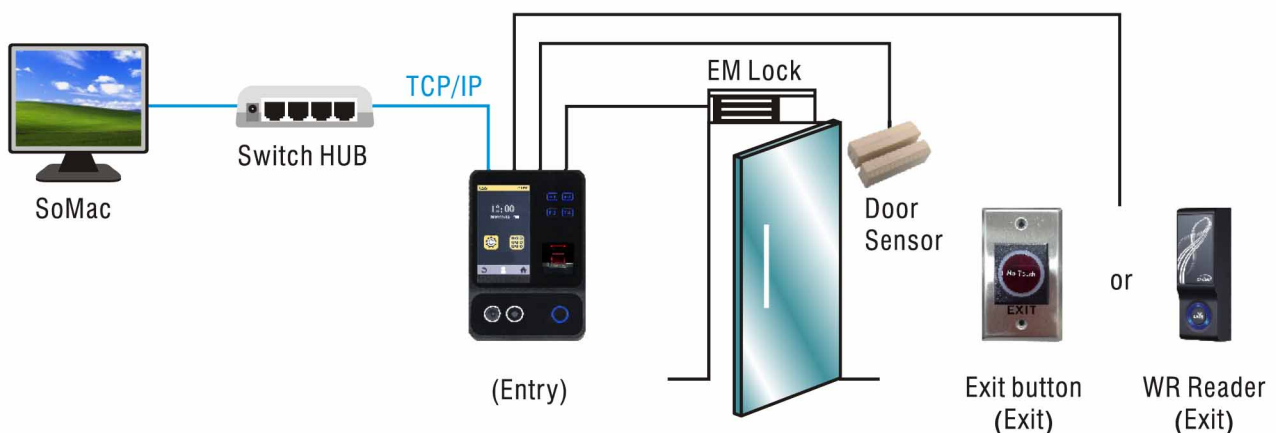 EM Lock
TCP/IP
Switch HUB
SoMac
12:00
Door
Sensor
No Touch
EXIT
or
(Entry)
Exit button
(Exit)
WR Reader
(Exit)